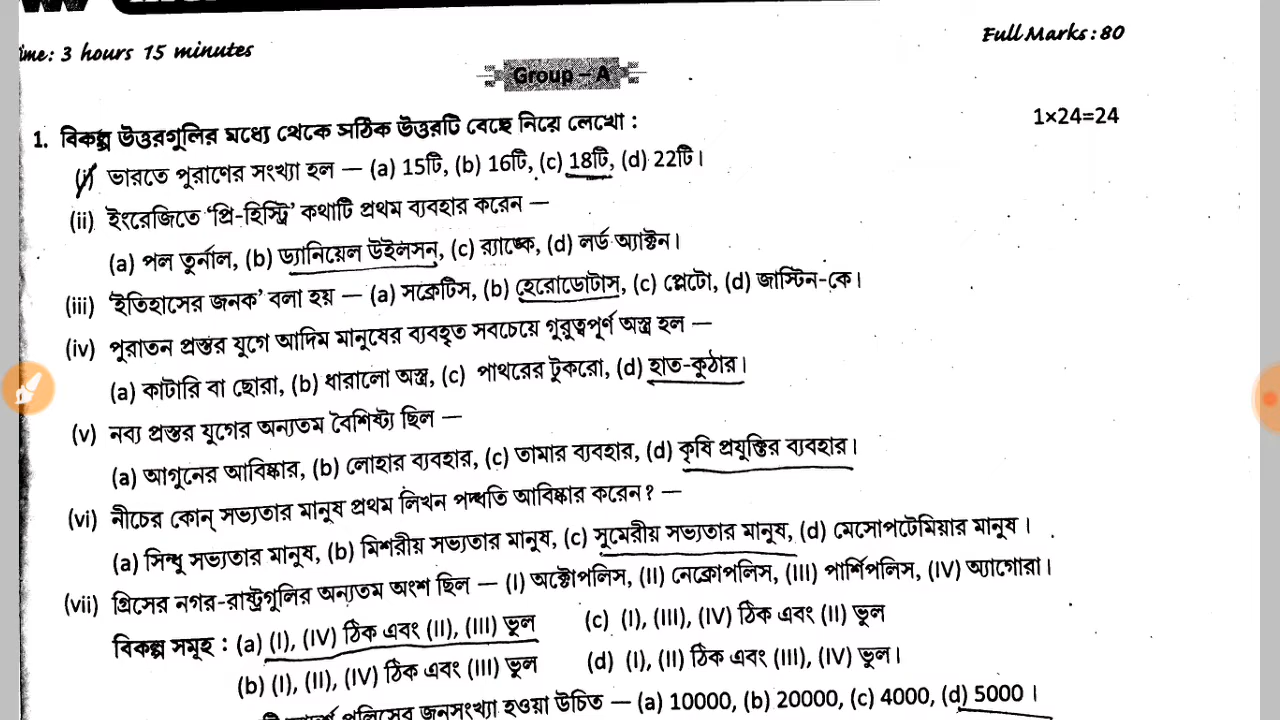 ime: 3 hours 15 minutes
Full Marks : 80
Group – A
1. বিকল্প উত্তরগুলির মধ্যে থেকে সঠিক উত্তরটি বেছে নিয়ে লেখো : 1×24=24
(i) ভারতে পুরাণের সংখ্যা হল — (a) 15টি, (b) 16টি, (c) 18টি, (d) 22টি।
(ii) ইংরেজিতে ‘প্রি-হিস্ট্রি’ কথাটি প্রথম ব্যবহার করেন —
(a) পল তুর্নাল, (b) ড্যানিয়েল উইলসন, (c) র‍্যাঙ্কে, (d) লর্ড অ্যাক্টন।
(iii) ‘ইতিহাসের জনক’ বলা হয় — (a) সক্রেটিস, (b) হেরোডোটাস, (c) প্লেটো, (d) জাস্টিন-কে।
(iv) পুরাতন প্রস্তর যুগে আদিম মানুষের ব্যবহৃত সবচেয়ে গুরুত্বপূর্ণ অস্ত্র হল —
(a) কাটারি বা ছোরা, (b) ধারালো অস্ত্র, (c) পাথরের টুকরো, (d) হাত-কুঠার।
(v) নব্য প্রস্তর যুগের অন্যতম বৈশিষ্ট্য ছিল —
(a) আগুনের আবিষ্কার, (b) লোহার ব্যবহার, (c) তামার ব্যবহার, (d) কৃষি প্রযুক্তির ব্যবহার।
(vi) নীচের কোন্ সভ্যতার মানুষ প্রথম লিখন পদ্ধতি আবিষ্কার করেন? —
(a) সিন্ধু সভ্যতার মানুষ, (b) মিশরীয় সভ্যতার মানুষ, (c) সুমেরীয় সভ্যতার মানুষ, (d) মেসোপটেমিয়ার মানুষ।
(vii) গ্রিসের নগর-রাষ্ট্রগুলির অন্যতম অংশ ছিল — (I) অক্টোপলিস, (II) নেক্রোপলিস, (III) পার্শিপলিস, (IV) অ্যাগোরা।
বিকল্প সমূহ : (a) (I), (IV) ঠিক এবং (II), (III) ভুল (c) (I), (III), (IV) ঠিক এবং (II) ভুল
(b) (I), (II), (IV) ঠিক এবং (III) ভুল (d) (I), (II) ঠিক এবং (III), (IV) ভুল।
পলিসের জনসংখ্যা হওয়া উচিত — (a) 10000, (b) 20000, (c) 4000, (d) 5000।